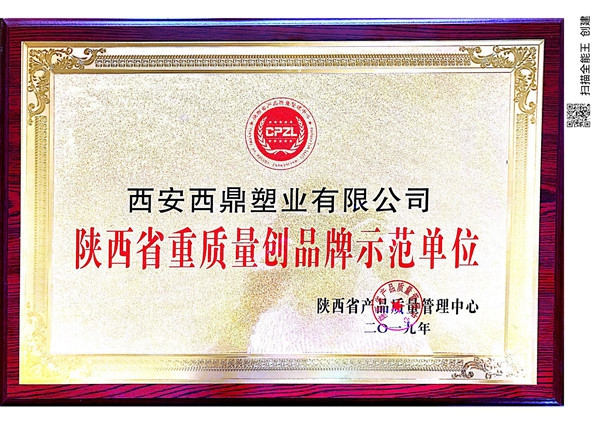 CPZL
西安西鼎塑业有限公司
陕西省重质量创品牌示范单位
陕西省产品质量管理中心
二〇一九年
扫描全能王 创建